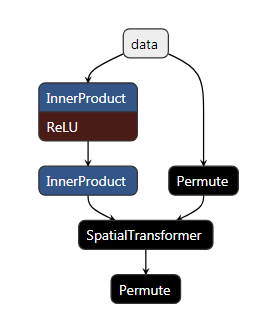 data
InnerProduct
ReLU
InnerProduct
Permute
SpatialTransformer
Permute